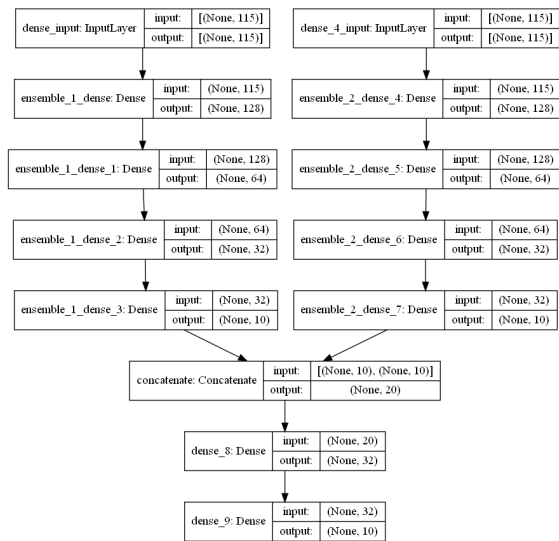 dense_input: InputLayer input: [(None, 115)]
output: [(None, 115)]
dense_4_input: InputLayer input: [(None, 115)]
output: [(None, 115)]
ensemble_1_dense: Dense input: (None, 115)
output: (None, 128)
ensemble_2_dense_4: Dense input: (None, 115)
output: (None, 128)
ensemble_1_dense_1: Dense input: (None, 128)
output: (None, 64)
ensemble_2_dense_5: Dense input: (None, 128)
output: (None, 64)
ensemble_1_dense_2: Dense input: (None, 64)
output: (None, 32)
ensemble_2_dense_6: Dense input: (None, 64)
output: (None, 32)
ensemble_1_dense_3: Dense input: (None, 32)
output: (None, 10)
ensemble_2_dense_7: Dense input: (None, 32)
output: (None, 10)
concatenate: Concatenate input: [(None, 10), (None, 10)]
output: (None, 20)
dense_8: Dense input: (None, 20)
output: (None, 32)
dense_9: Dense input: (None, 32)
output: (None, 10)